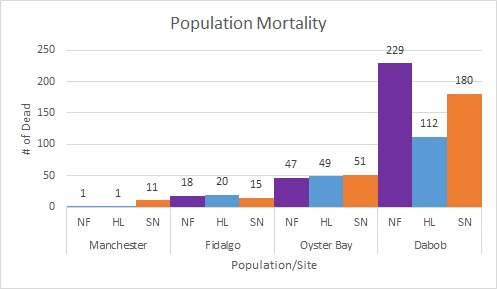 Population Mortality
# of Dead
250
200
150
100
50
0
1 1 11 18 20 15 47 49 51 229 112 180
NF HL SN NF HL SN NF HL SN NF HL SN
Manchester Fidalgo Oyster Bay Dabob
Population/Site